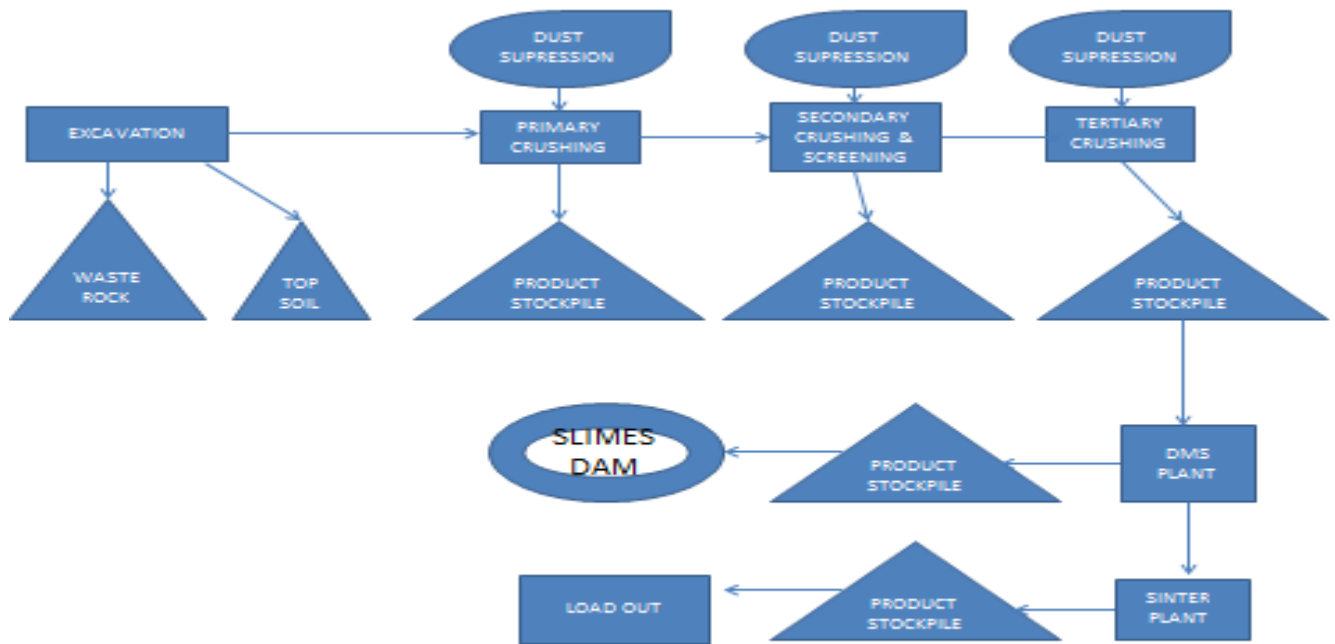 DUST
SUPRESSION
DUST
SUPRESSION
DUST
SUPRESSION
EXCAVATION
PRIMARY
CRUSHING
SECONDARY
CRUSHING &
SCREENING
TERTIARY
CRUSHING
WASTE
ROCK
TOP
SOIL
PRODUCT
STOCKPILE
PRODUCT
STOCKPILE
PRODUCT
STOCKPILE
SLIMES
DAM
PRODUCT
STOCKPILE
DMS
PLANT
LOAD OUT
PRODUCT
STOCKPILE
SINTER
PLANT